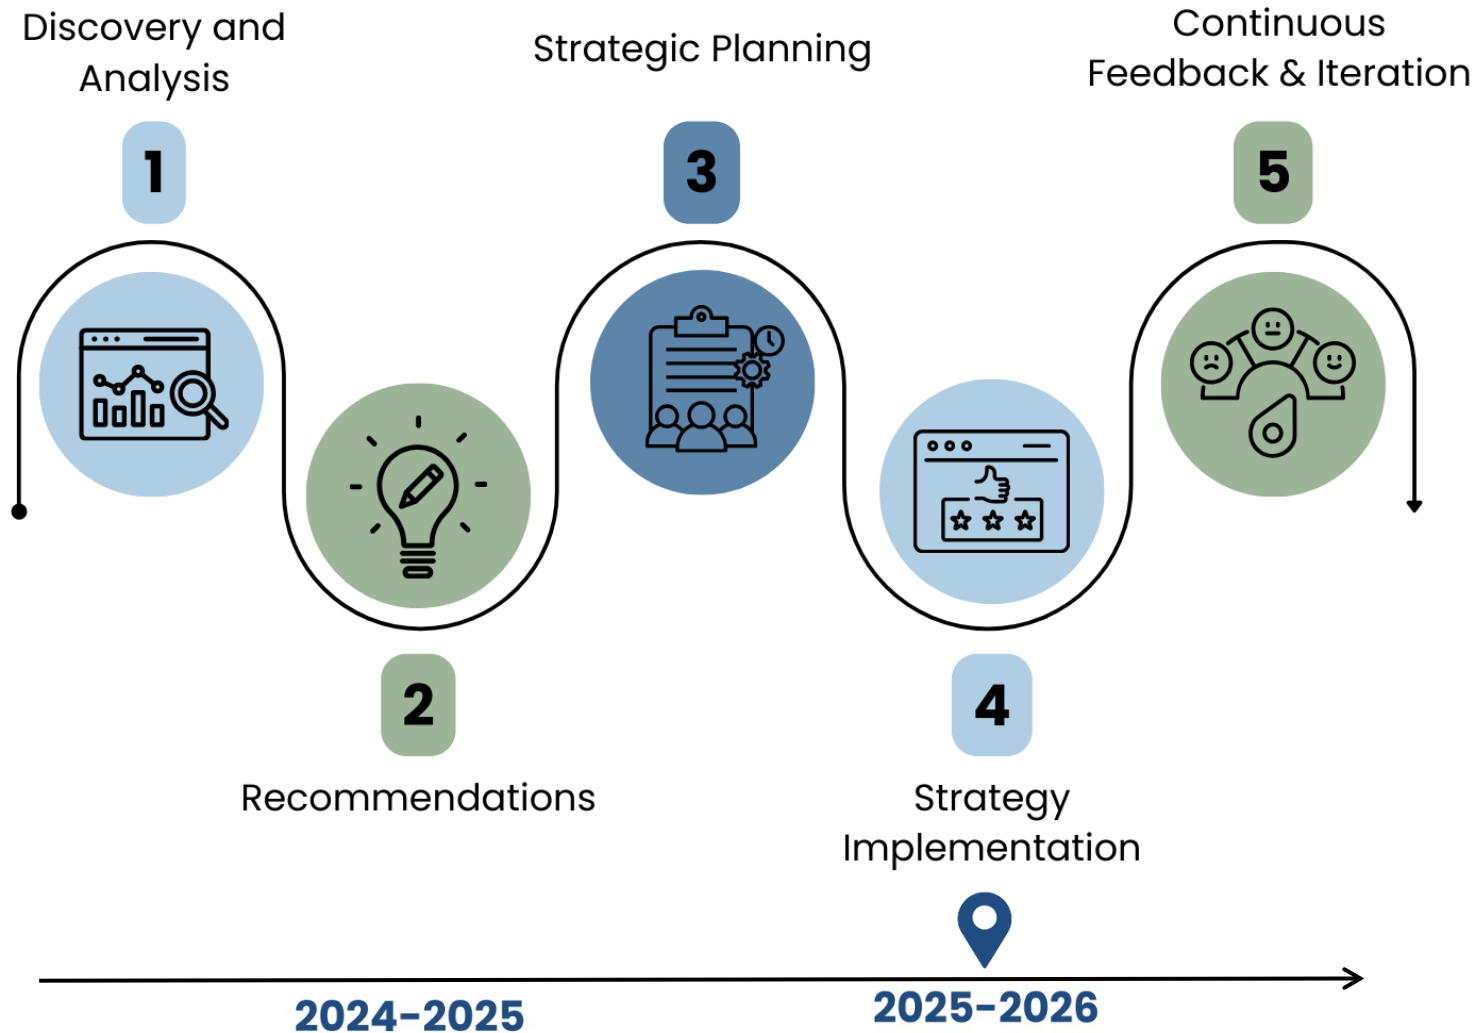 Discovery and
Analysis
1
2
Recommendations
Strategic Planning
3
4
Strategy
Implementation
Continuous
Feedback & Iteration
5
2024-2025
2025-2026